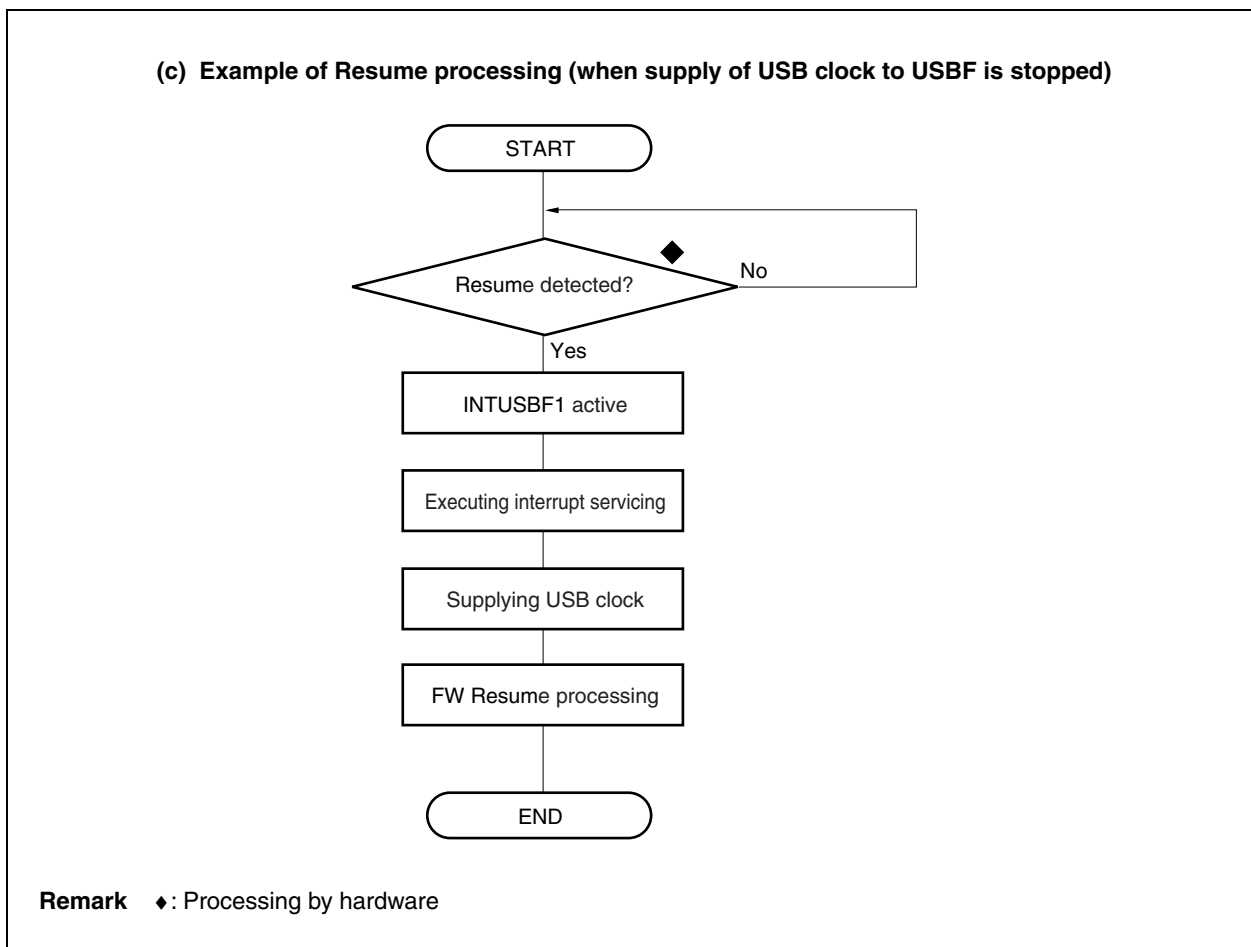 (c) Example of Resume processing (when supply of USB clock to USBF is stopped)
START
Resume detected?
No
Yes
INTUSBF1 active
Executing interrupt servicing
Supplying USB clock
FW Resume processing
END
Remark ♦: Processing by hardware